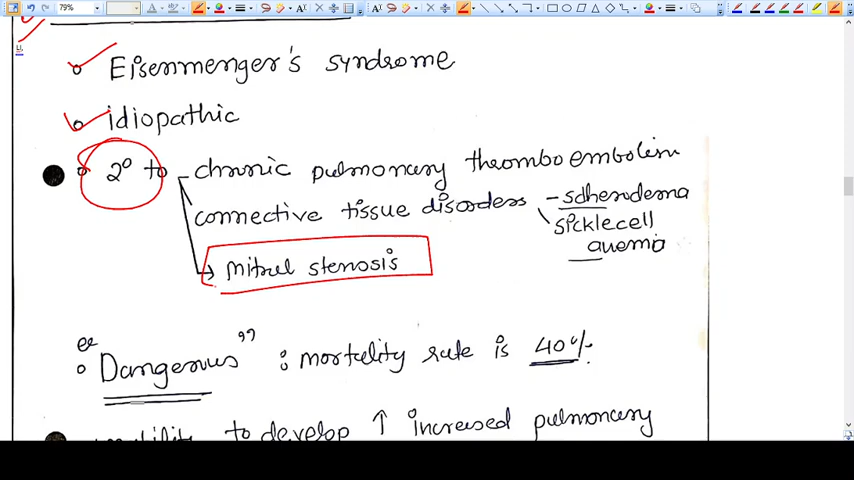 79%
Eisenmenger's syndrome
idiopathic
2° to - chronic pulmonary thromboembolism
connective tissue disorders - scleroderma
sickle cell
anemia
→ mitral stenosis
"Dangerous" : mortality rate is 40%.
to develop ↑ increased pulmonary